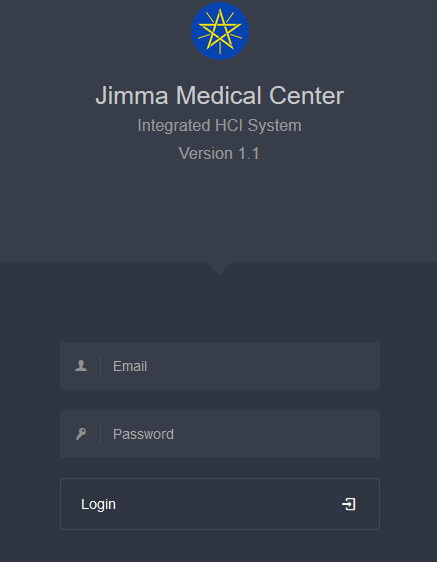 Jimma Medical Center
Integrated HCI System
Version 1.1
Email
Password
Login